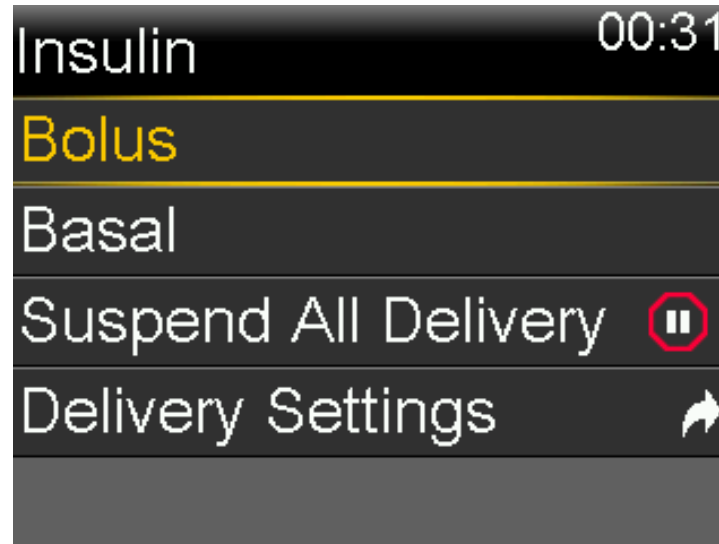 Insulin 00:31
Bolus
Basal
Suspend All Delivery
Delivery Settings